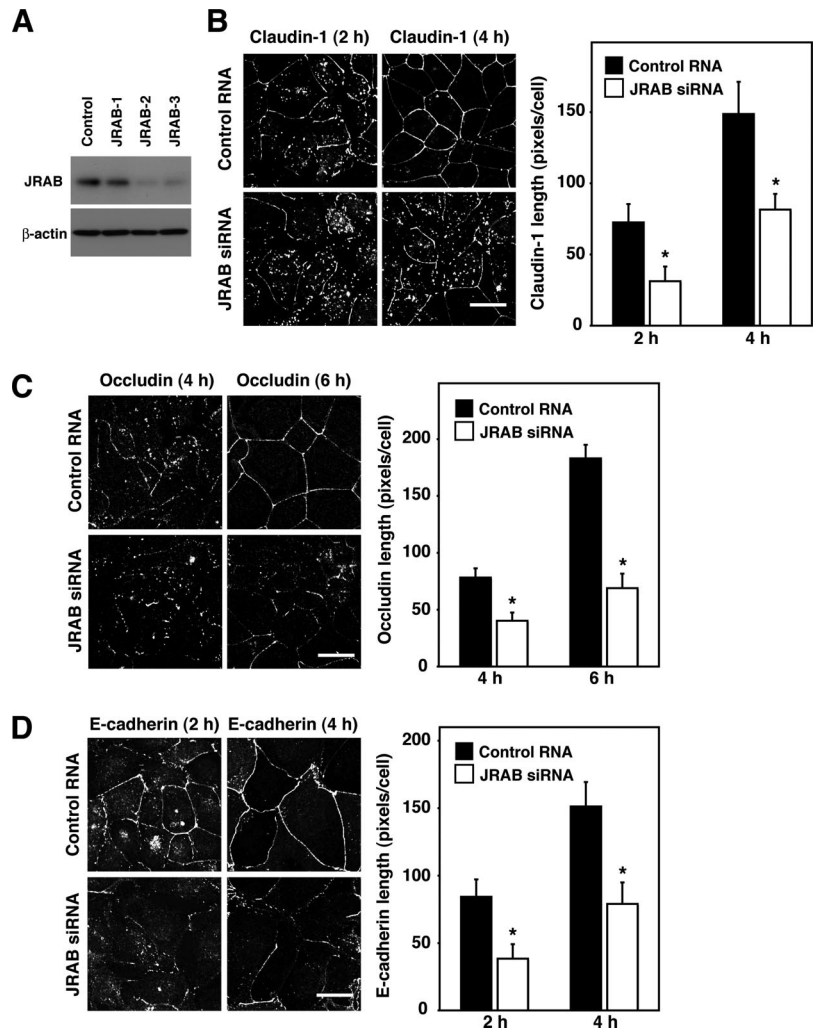 A
Control
JRAB-1
JRAB-2
JRAB-3
JRAB
β-actin
B
Claudin-1 (2 h) Claudin-1 (4 h)
Control RNA
JRAB siRNA
Claudin-1 length (pixels/cell)
150
100
50
0
Control RNA
JRAB siRNA
*
*
2 h 4 h
C
Occludin (4 h) Occludin (6 h)
Control RNA
JRAB siRNA
Occludin length (pixels/cell)
200
150
100
50
0
Control RNA
JRAB siRNA
*
*
4 h 6 h
D
E-cadherin (2 h) E-cadherin (4 h)
Control RNA
JRAB siRNA
E-cadherin length (pixels/cell)
200
150
100
50
0
Control RNA
JRAB siRNA
*
*
2 h 4 h